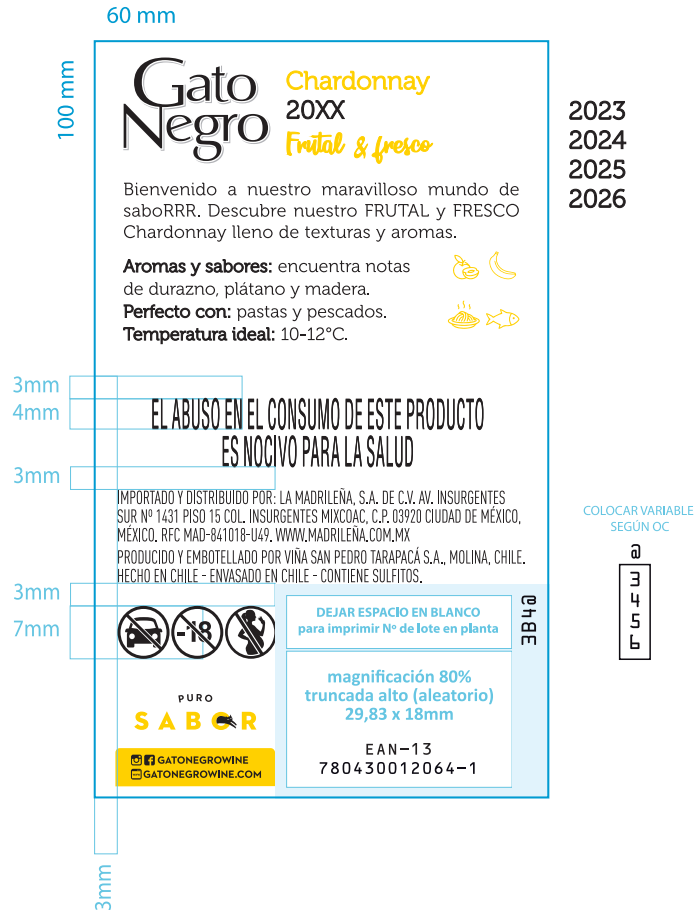 60 mm
100 mm
Gato
Negro
Chardonnay
20XX
Frutal & fresco
2023
2024
2025
2026
Bienvenido a nuestro maravilloso mundo de
saboRRR. Descubre nuestro FRUTAL y FRESCO
Chardonnay lleno de texturas y aromas.
Aromas y sabores: encuentra notas
de durazno, plátano y madera.
Perfecto con: pastas y pescados.
Temperatura ideal: 10-12°C.
3mm
4mm
EL ABUSO EN EL CONSUMO DE ESTE PRODUCTO
ES NOCIVO PARA LA SALUD
3mm
IMPORTADO Y DISTRIBUIDO POR: LA MADRILEÑA, S.A. DE C.V. AV. INSURGENTES
SUR Nº 1431 PISO 15 COL. INSURGENTES MIXCOAC, C.P. 03920 CIUDAD DE MÉXICO,
MÉXICO. RFC MAD-841018-U49. WWW.MADRILEÑA.COM.MX
PRODUCIDO Y EMBOTELLADO POR VIÑA SAN PEDRO TARAPACÁ S.A., MOLINA, CHILE.
HECHO EN CHILE - ENVASADO EN CHILE - CONTIENE SULFITOS.
COLOCAR VARIABLE
SEGÚN OC
@
3
4
5
6
3mm
7mm
-18
DEJAR ESPACIO EN BLANCO
para imprimir Nº de lote en planta
3B4@
magnificación 80%
truncada alto (aleatorio)
29,83 x 18mm
EAN-13
780430012064-1
PURO
SABOR
GATONEGROWINE
GATONEGROWINE.COM
3mm